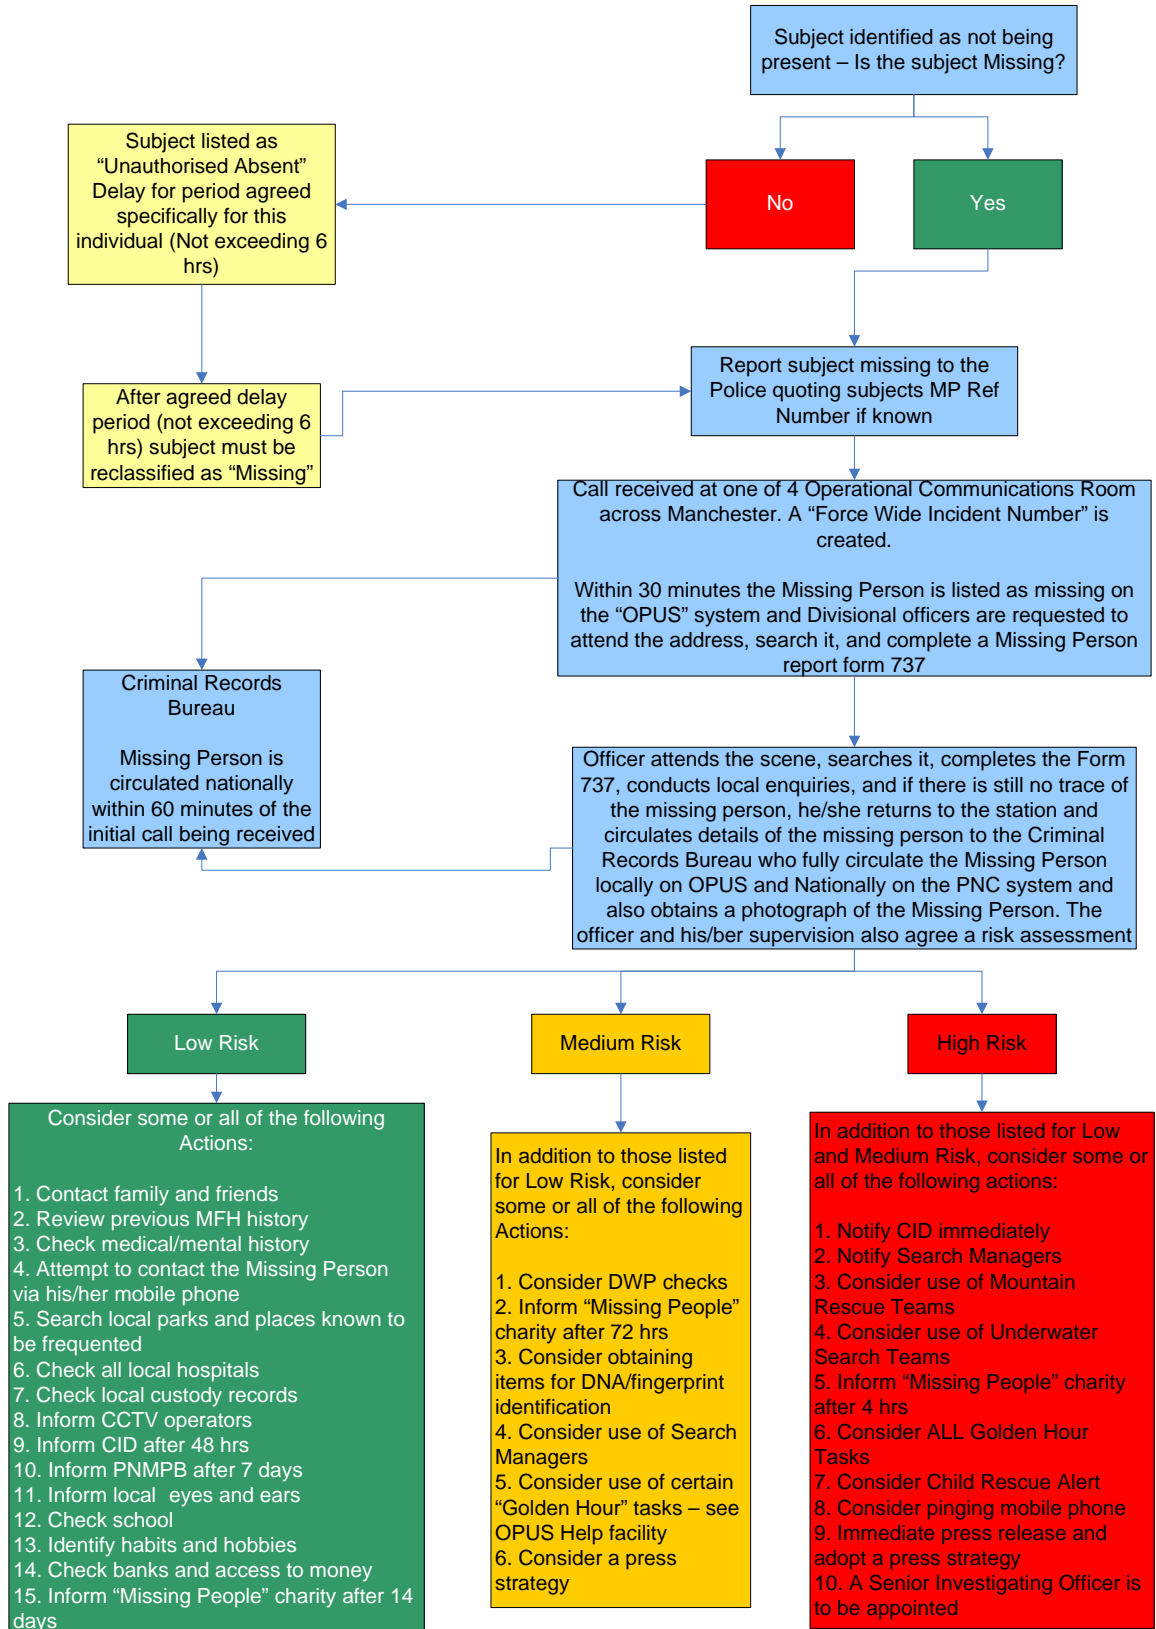 Subject identified as not being
present – Is the subject Missing?
Subject listed as
“Unauthorised Absent”
Delay for period agreed
specifically for this
individual (Not exceeding 6
hrs)
No
Yes
After agreed delay
period (not exceeding 6
hrs) subject must be
reclassified as “Missing”
Report subject missing to the
Police quoting subjects MP Ref
Number if known
Call received at one of 4 Operational Communications Room
across Manchester. A “Force Wide Incident Number” is
created.
Within 30 minutes the Missing Person is listed as missing on
the “OPUS” system and Divisional officers are requested to
attend the address, search it, and complete a Missing Person
report form 737
Criminal Records
Bureau
Missing Person is
circulated nationally
within 60 minutes of the
initial call being received
Officer attends the scene, searches it, completes the Form
737, conducts local enquiries, and if there is still no trace of
the missing person, he/she returns to the station and
circulates details of the missing person to the Criminal
Records Bureau who fully circulate the Missing Person
locally on OPUS and Nationally on the PNC system and
also obtains a photograph of the Missing Person. The
officer and his/ber supervision also agree a risk assessment
Low Risk
Medium Risk
High Risk
Consider some or all of the following
Actions:
1. Contact family and friends
2. Review previous MFH history
3. Check medical/mental history
4. Attempt to contact the Missing Person
via his/her mobile phone
5. Search local parks and places known to
be frequented
6. Check all local hospitals
7. Check local custody records
8. Inform CCTV operators
9. Inform CID after 48 hrs
10. Inform PNMPB after 7 days
11. Inform local  eyes and ears
12. Check school
13. Identify habits and hobbies
14. Check banks and access to money
15. Inform “Missing People” charity after 14
days
In addition to those listed
for Low Risk, consider
some or all of the following
Actions:
1. Consider DWP checks
2. Inform “Missing People”
charity after 72 hrs
3. Consider obtaining
items for DNA/fingerprint
identification
4. Consider use of Search
Managers
5. Consider use of certain
“Golden Hour” tasks – see
OPUS Help facility
6. Consider a press
strategy
In addition to those listed for Low
and Medium Risk, consider some or
all of the following actions:
1. Notify CID immediately
2. Notify Search Managers
3. Consider use of Mountain
Rescue Teams
4. Consider use of Underwater
Search Teams
5. Inform “Missing People” charity
after 4 hrs
6. Consider ALL Golden Hour
Tasks
7. Consider Child Rescue Alert
8. Consider pinging mobile phone
9. Immediate press release and
adopt a press strategy
10. A Senior Investigating Officer is
to be appointed